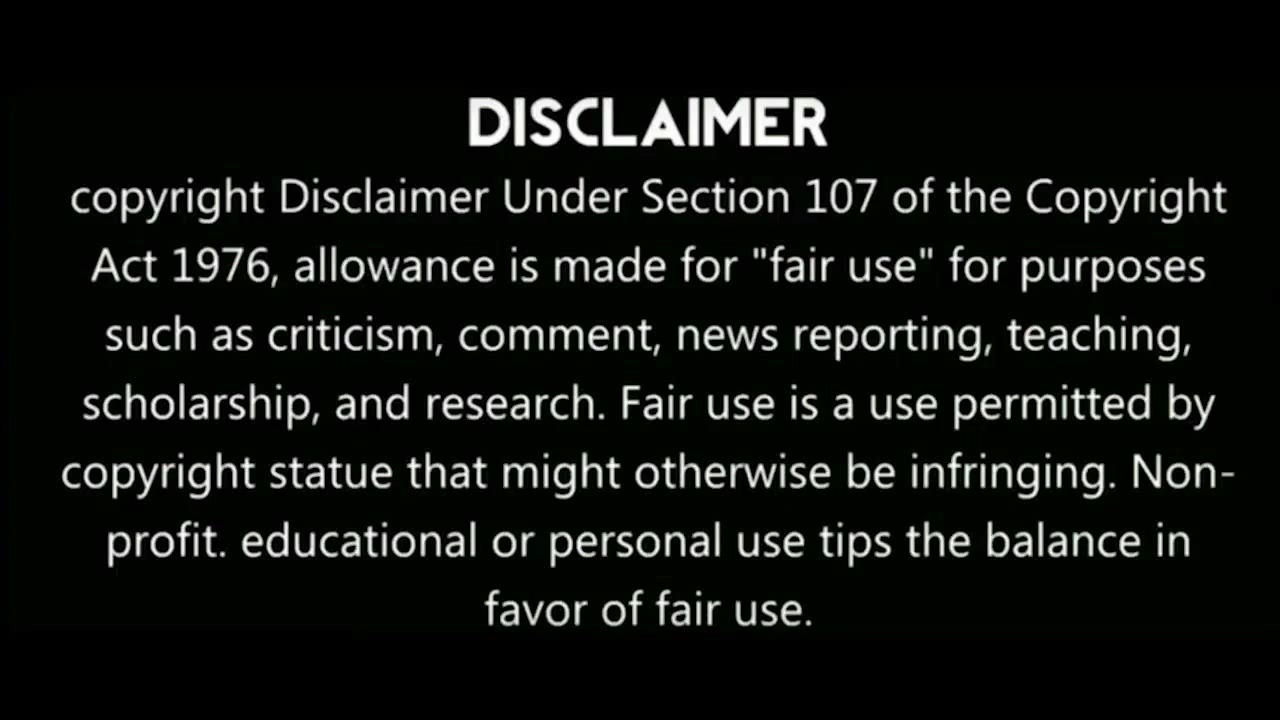 DISCLAIMER
copyright Disclaimer Under Section 107 of the Copyright
Act 1976, allowance is made for "fair use" for purposes
such as criticism, comment, news reporting, teaching,
scholarship, and research. Fair use is a use permitted by
copyright statue that might otherwise be infringing. Non-
profit. educational or personal use tips the balance in
favor of fair use.